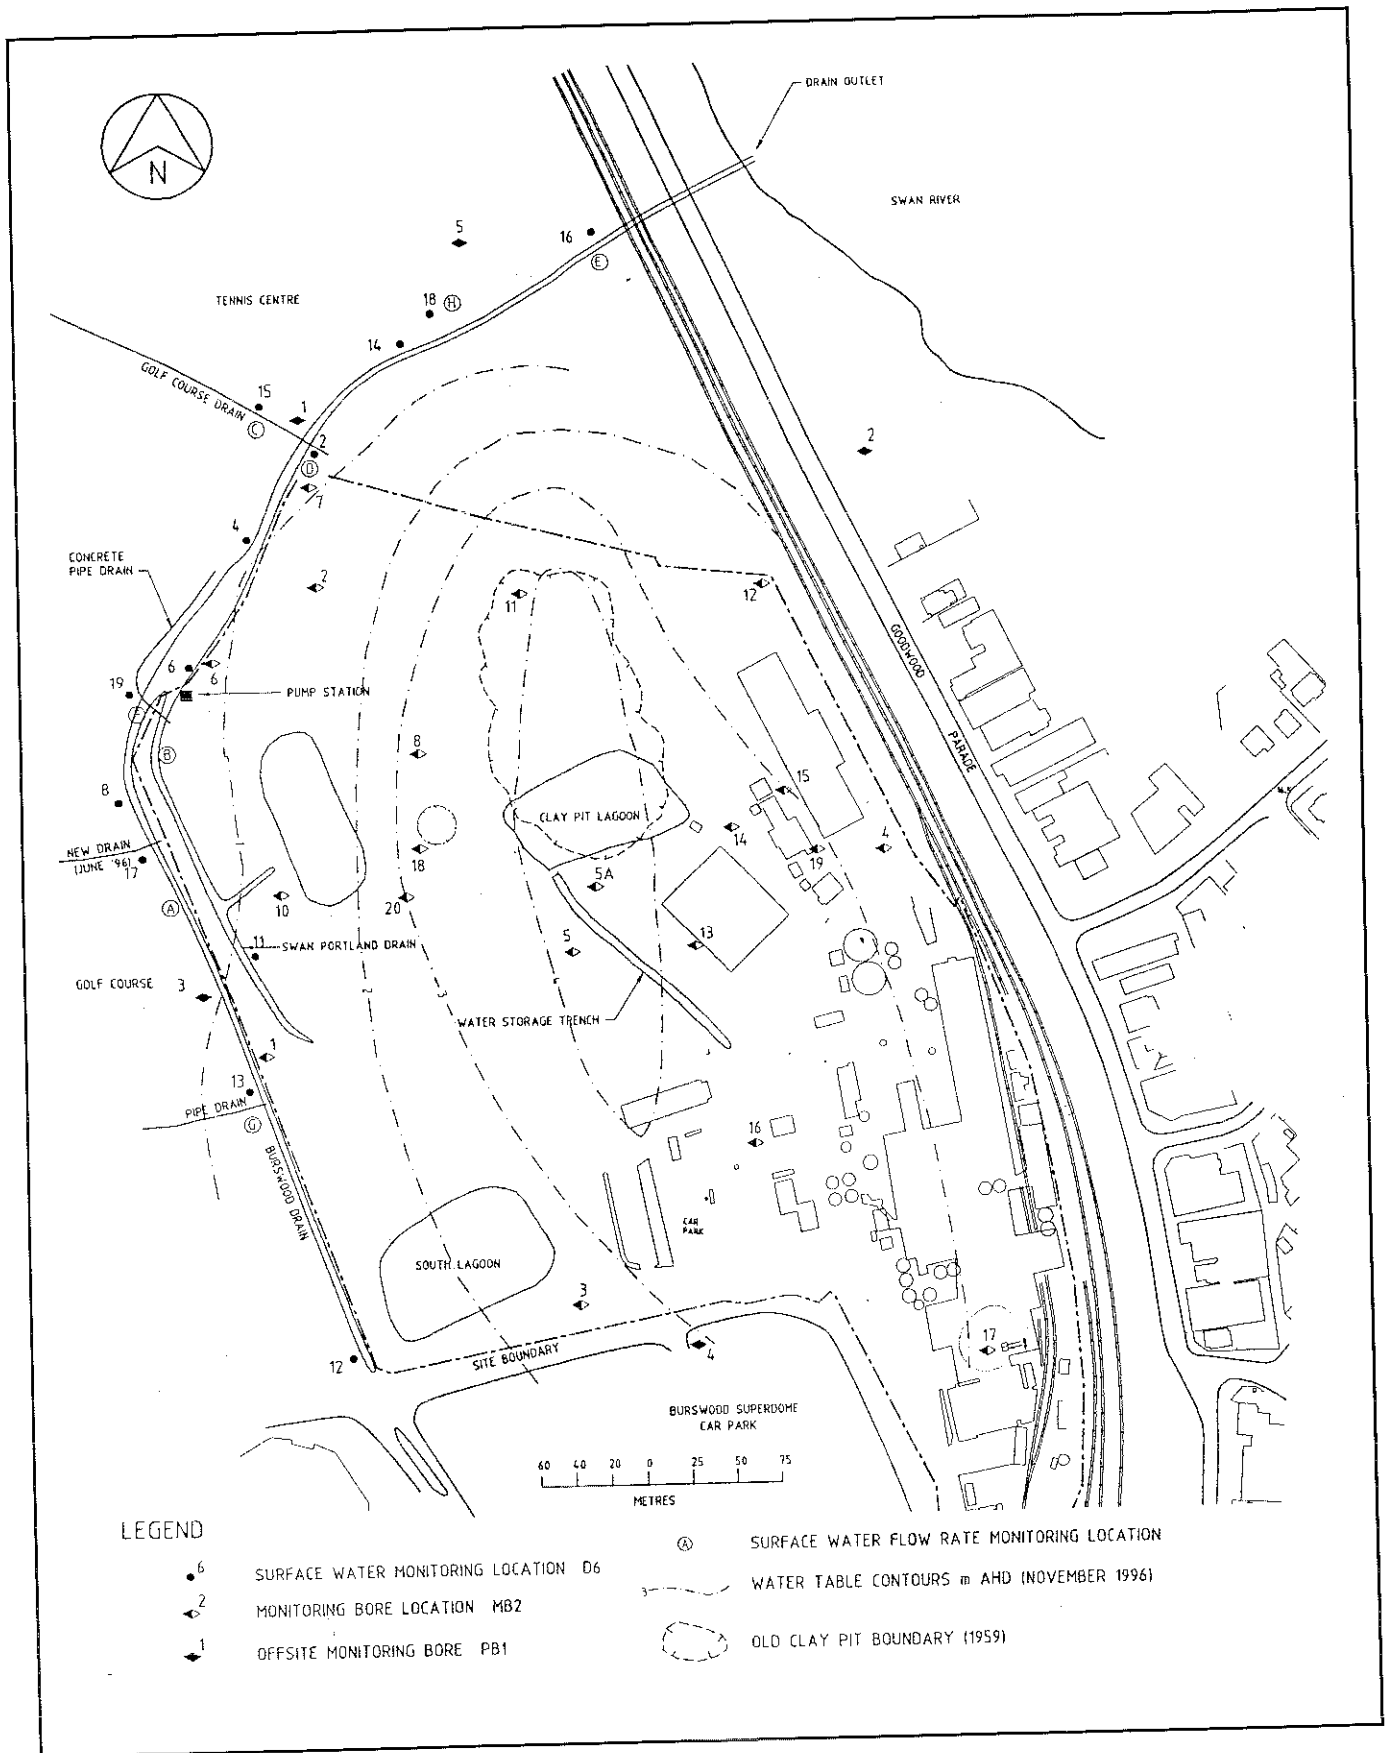 DRAIN OUTLET
N
SWAN RIVER
5
16
E
TENNIS CENTRE
18 H
14
GOLF COURSE DRAIN
15
1
C
2
D
7
2
4
CONCRETE
PIPE DRAIN
2
11
12
GOODWOOD
PARADE
6
6
19
PUMP STATION
F
B
8
8
15
CLAY PIT LAGOON
14
19
4
NEW DRAIN
(JUNE '96)
17
18
5A
A
10
20
11
SWAN PORTLAND DRAIN
5
13
GOLF COURSE
3
2
3
WATER STORAGE TRENCH
1
1
13
PIPE DRAIN
G
16
BURSWOOD DRAIN
CAR
PARK
SOUTH LAGOON
3
17
4
12
SITE BOUNDARY
BURSWOOD SUPERDOME
CAR PARK
60 40 20 0 25 50 75
METRES
LEGEND
6 SURFACE WATER MONITORING LOCATION D6
2 MONITORING BORE LOCATION MB2
1 OFFSITE MONITORING BORE PB1
A SURFACE WATER FLOW RATE MONITORING LOCATION
3 WATER TABLE CONTOURS m AHD (NOVEMBER 1996)
OLD CLAY PIT BOUNDARY (1959)